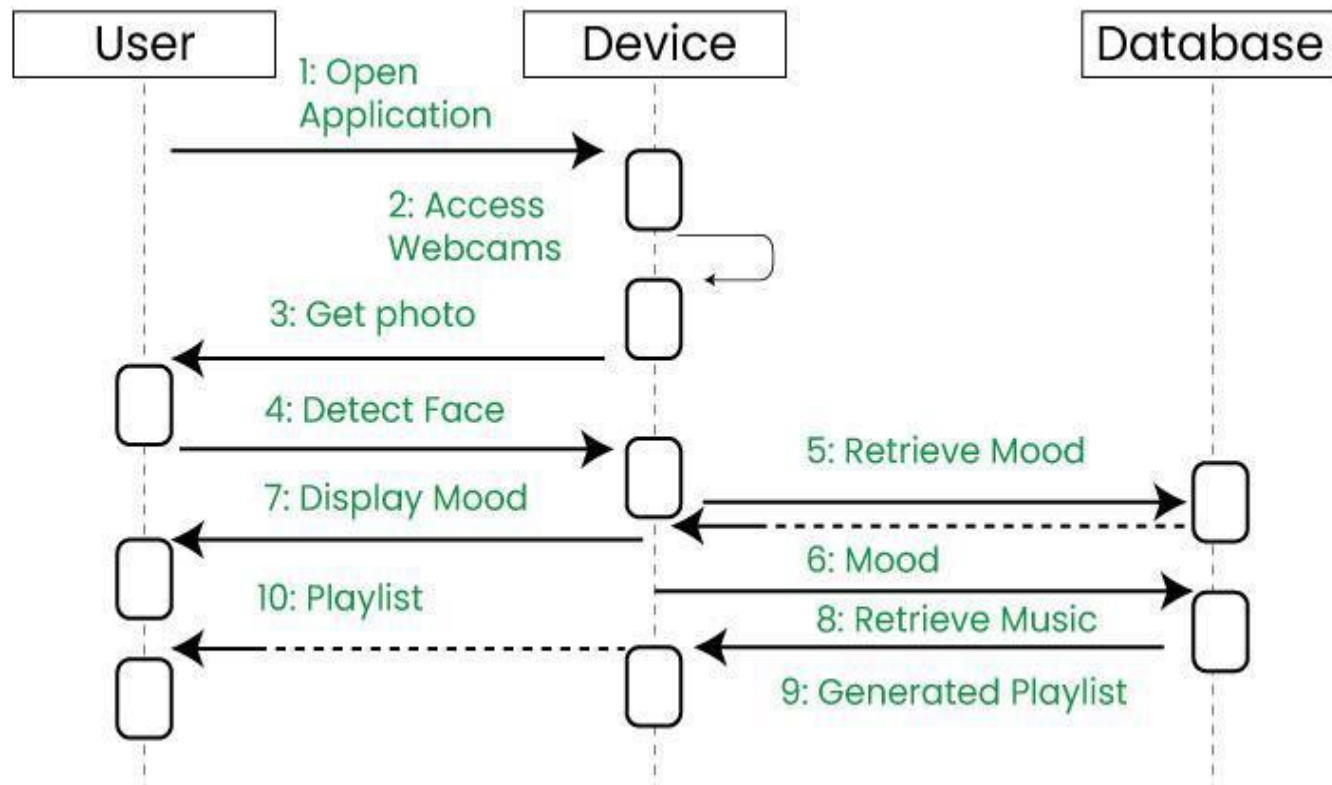 User
Device
Database
1: Open
Application
2: Access
Webcams
3: Get photo
4: Detect Face
5: Retrieve Mood
7: Display Mood
6: Mood
10: Playlist
8: Retrieve Music
9: Generated Playlist